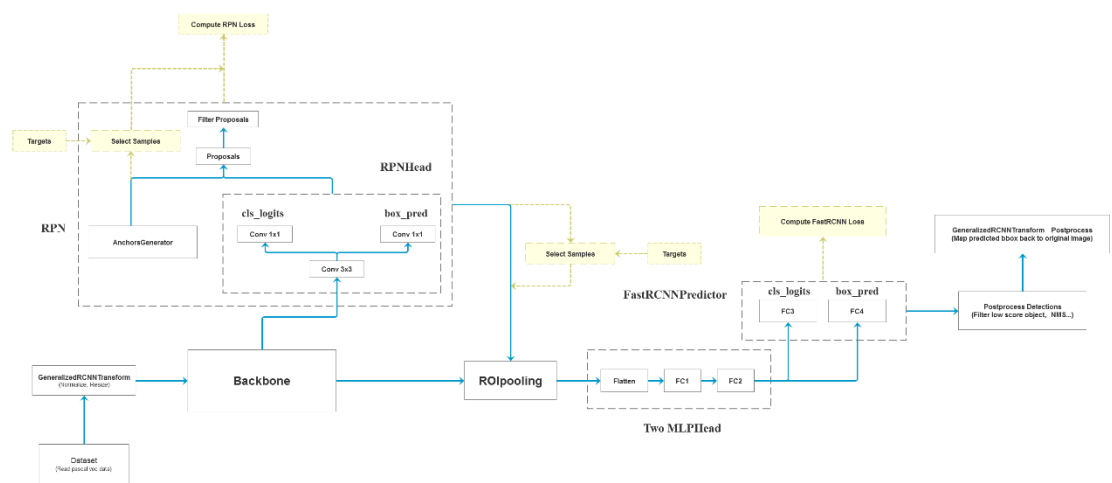 Compute RPN Loss
Filter Proposals
Targets
Select Samples
Proposals
RPNHead
RPN
AnchorsGenerator
cls_logits
box_pred
Conv 1x1
Conv 1x1
Conv 3x3
Compute FastRCNN Loss
GeneralizedRCNNTransform Postprocess
(Map predicted bbox back to original image)
Select Samples
Targets
FastRCNNPredictor
cls_logits
box_pred
FC3
FC4
Postprocess Detections
(Filter low score object, NMS...)
GeneralizedRCNNTransform
(Normalize, Resize)
Backbone
ROIpooling
Flatten
FC1
FC2
Two MLPHead
Dataset
(Read pascal voc data)